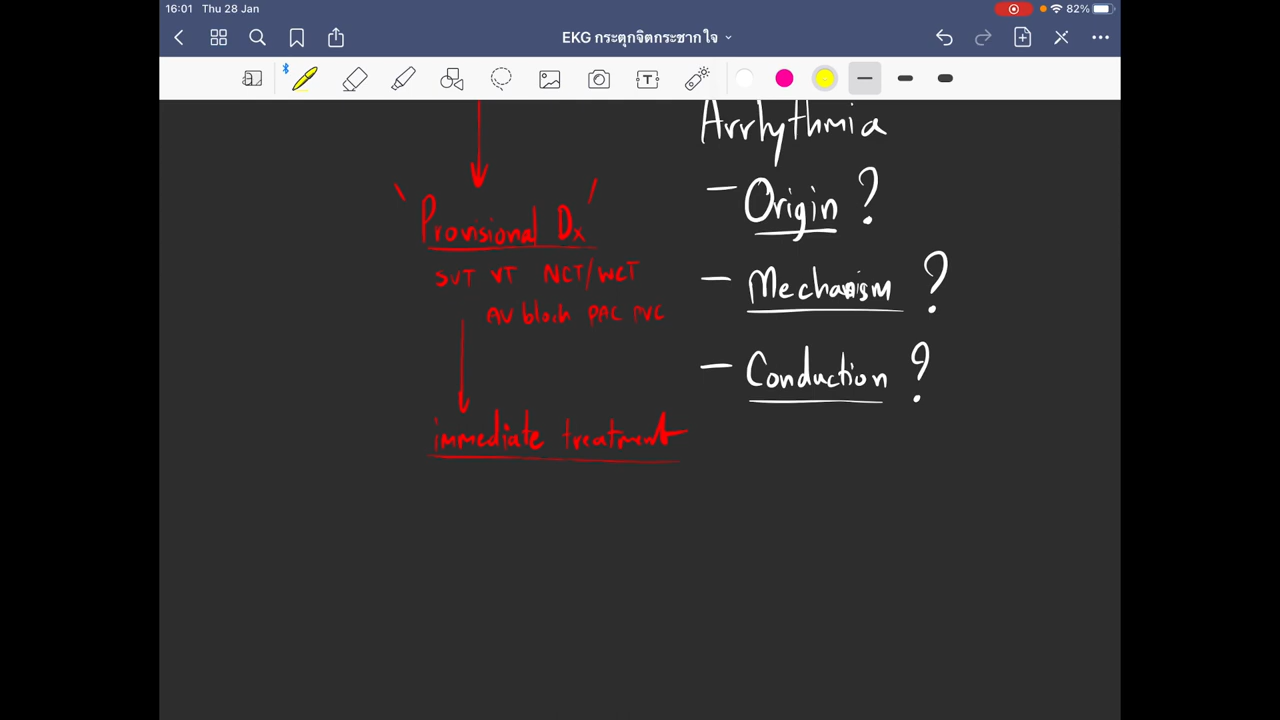 16:01 Thu 28 Jan
82%
EKG กระตุกจิตกระชากใจ
T
Arrhythmia
- Origin ?
- Mechanism ?
- Conduction ?
" Provisional Dx "
SVT VT NCT/WCT
AV block PAC PVC
immediate treatment